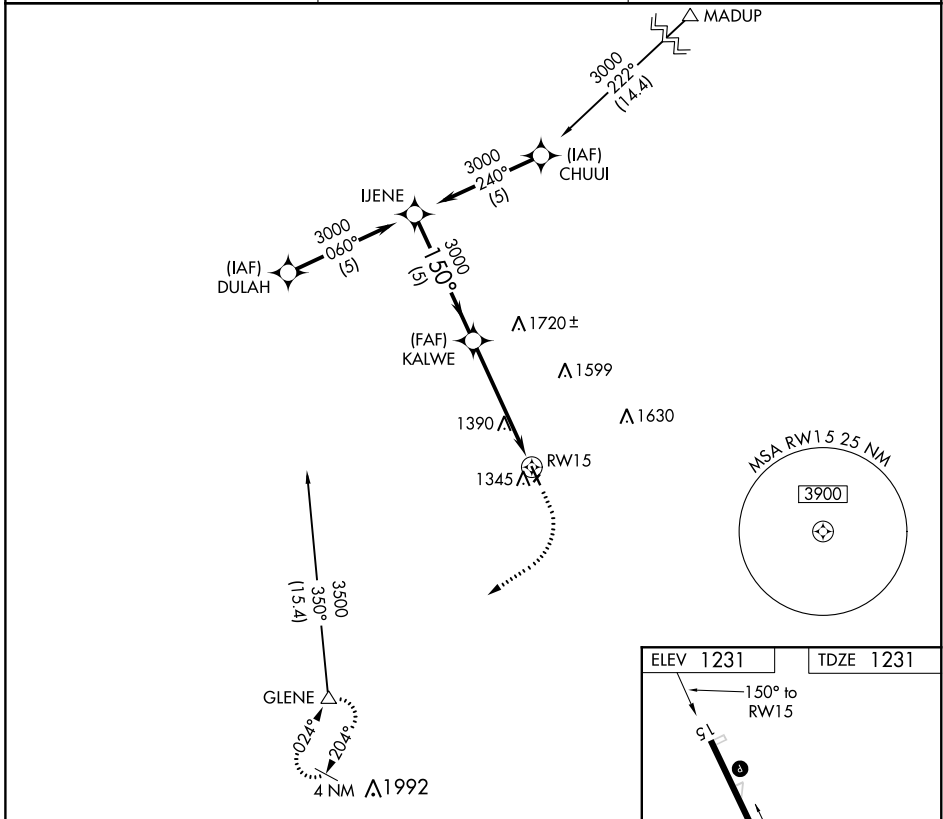 MADUP
3000
222°
(14.4)
(IAF)
CHUUI
3000
240°
(5)
IJENE
3000
060°
(5)
(IAF)
DULAH
3000
150°
(5)
(FAF)
KALWE
1720 ±
1599
1630
1390
RW15
1345
MSA RW15 25 NM
3900
3500
350°
(15.4)
GLENE
024°
204°
4 NM
1992
ELEV 1231
TDZE 1231
150° to
RW15
15
P